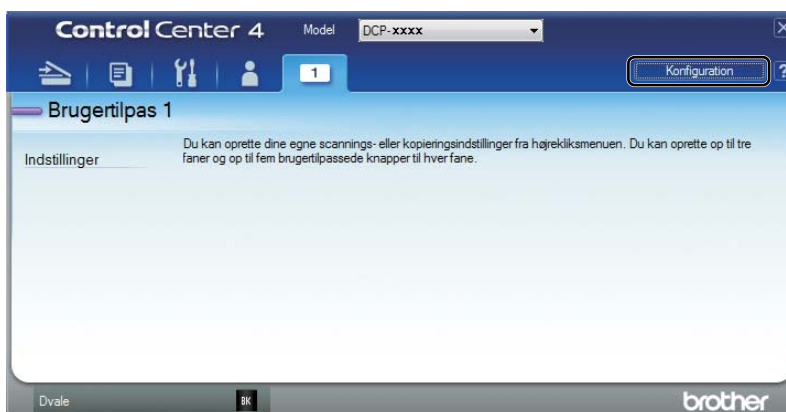 Control Center 4 Model DCP-xxxx
1 Konfiguration ?
Brugertilpas 1
Indstillinger
Du kan oprette dine egne scannings- eller kopieringsindstillinger fra højrekliksmenuen. Du kan oprette op til tre
faner og op til fem brugertilpassede knapper til hver fane.
Dvale BK brother